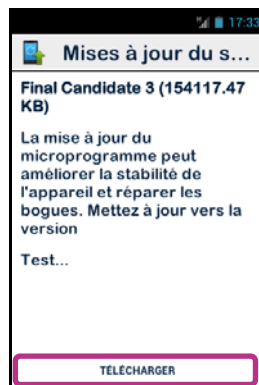 17:33
Mises à jour du s...
Final Candidate 3 (154117.47
KB)
La mise à jour du
microprogramme peut
améliorer la stabilité de
l'appareil et réparer les
bogues. Mettez à jour vers la
version
Test...
TÉLÉCHARGER